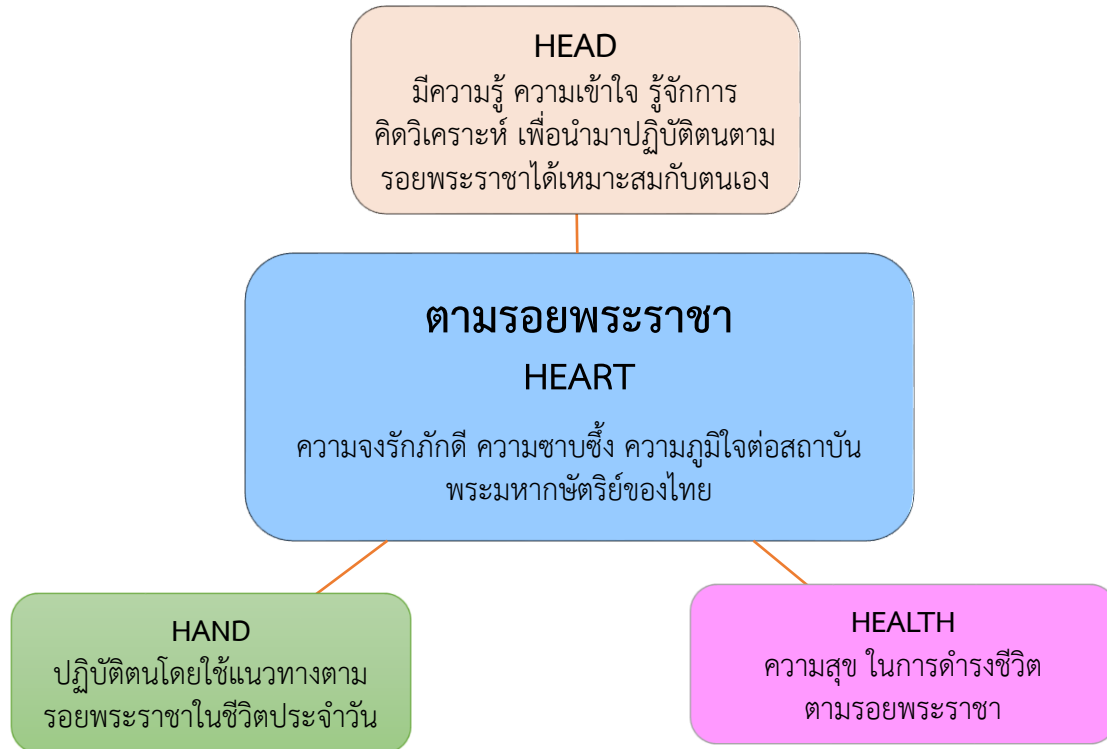 HEAD
มีความรู้ ความเข้าใจ รู้จักการ
คิดวิเคราะห์ เพื่อนำมาปฏิบัติตนตาม
รอยพระราชาได้เหมาะสมกับตนเอง
ตามรอยพระราชา
HEART
ความจงรักภักดี ความซาบซึ้ง ความภูมิใจต่อสถาบัน
พระมหากษัตริย์ของไทย
HAND
ปฏิบัติตนโดยใช้แนวทางตาม
รอยพระราชาในชีวิตประจำวัน
HEALTH
ความสุข ในการดำรงชีวิต
ตามรอยพระราชา